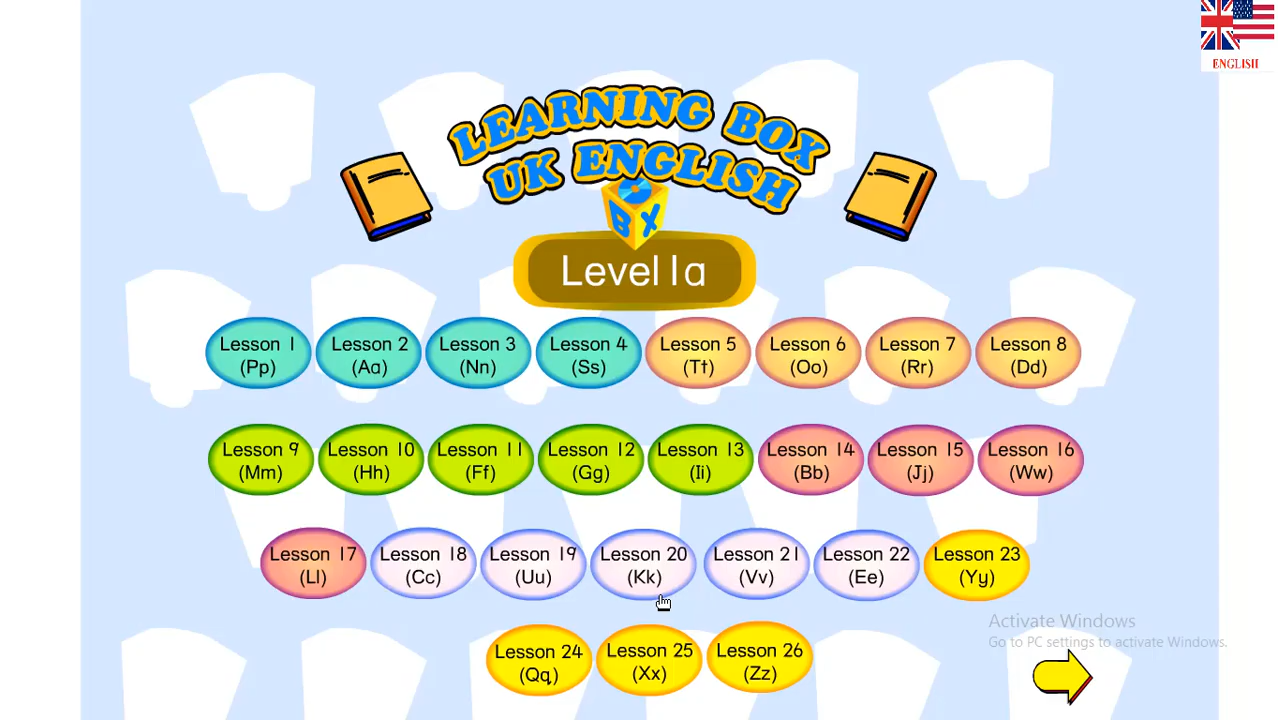 ENGLISH
LEARNING BOX
UK ENGLISH
B X
Level 1a
Lesson 1
(Pp)
Lesson 2
(Aa)
Lesson 3
(Nn)
Lesson 4
(Ss)
Lesson 5
(Tt)
Lesson 6
(Oo)
Lesson 7
(Rr)
Lesson 8
(Dd)
Lesson 9
(Mm)
Lesson 10
(Hh)
Lesson 11
(Ff)
Lesson 12
(Gg)
Lesson 13
(Ii)
Lesson 14
(Bb)
Lesson 15
(Jj)
Lesson 16
(Ww)
Lesson 17
(Ll)
Lesson 18
(Cc)
Lesson 19
(Uu)
Lesson 20
(Kk)
Lesson 21
(Vv)
Lesson 22
(Ee)
Lesson 23
(Yy)
Lesson 24
(Qq)
Lesson 25
(Xx)
Lesson 26
(Zz)
Activate Windows
Go to PC settings to activate Windows.